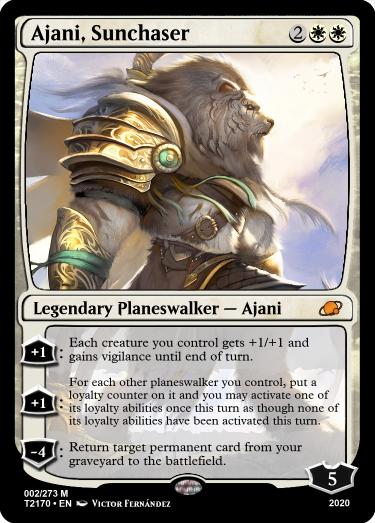 Ajani, Sunchaser 2
Legendary Planeswalker — Ajani
+1: Each creature you control gets +1/+1 and
gains vigilance until end of turn.
For each other planeswalker you control, put a
loyalty counter on it and you may activate one of
+1: its loyalty abilities once this turn as though none of
its loyalty abilities have been activated this turn.
-4: Return target permanent card from your
graveyard to the battlefield.
5
002/273 M
T2170 • EN Victor Fernández
2020